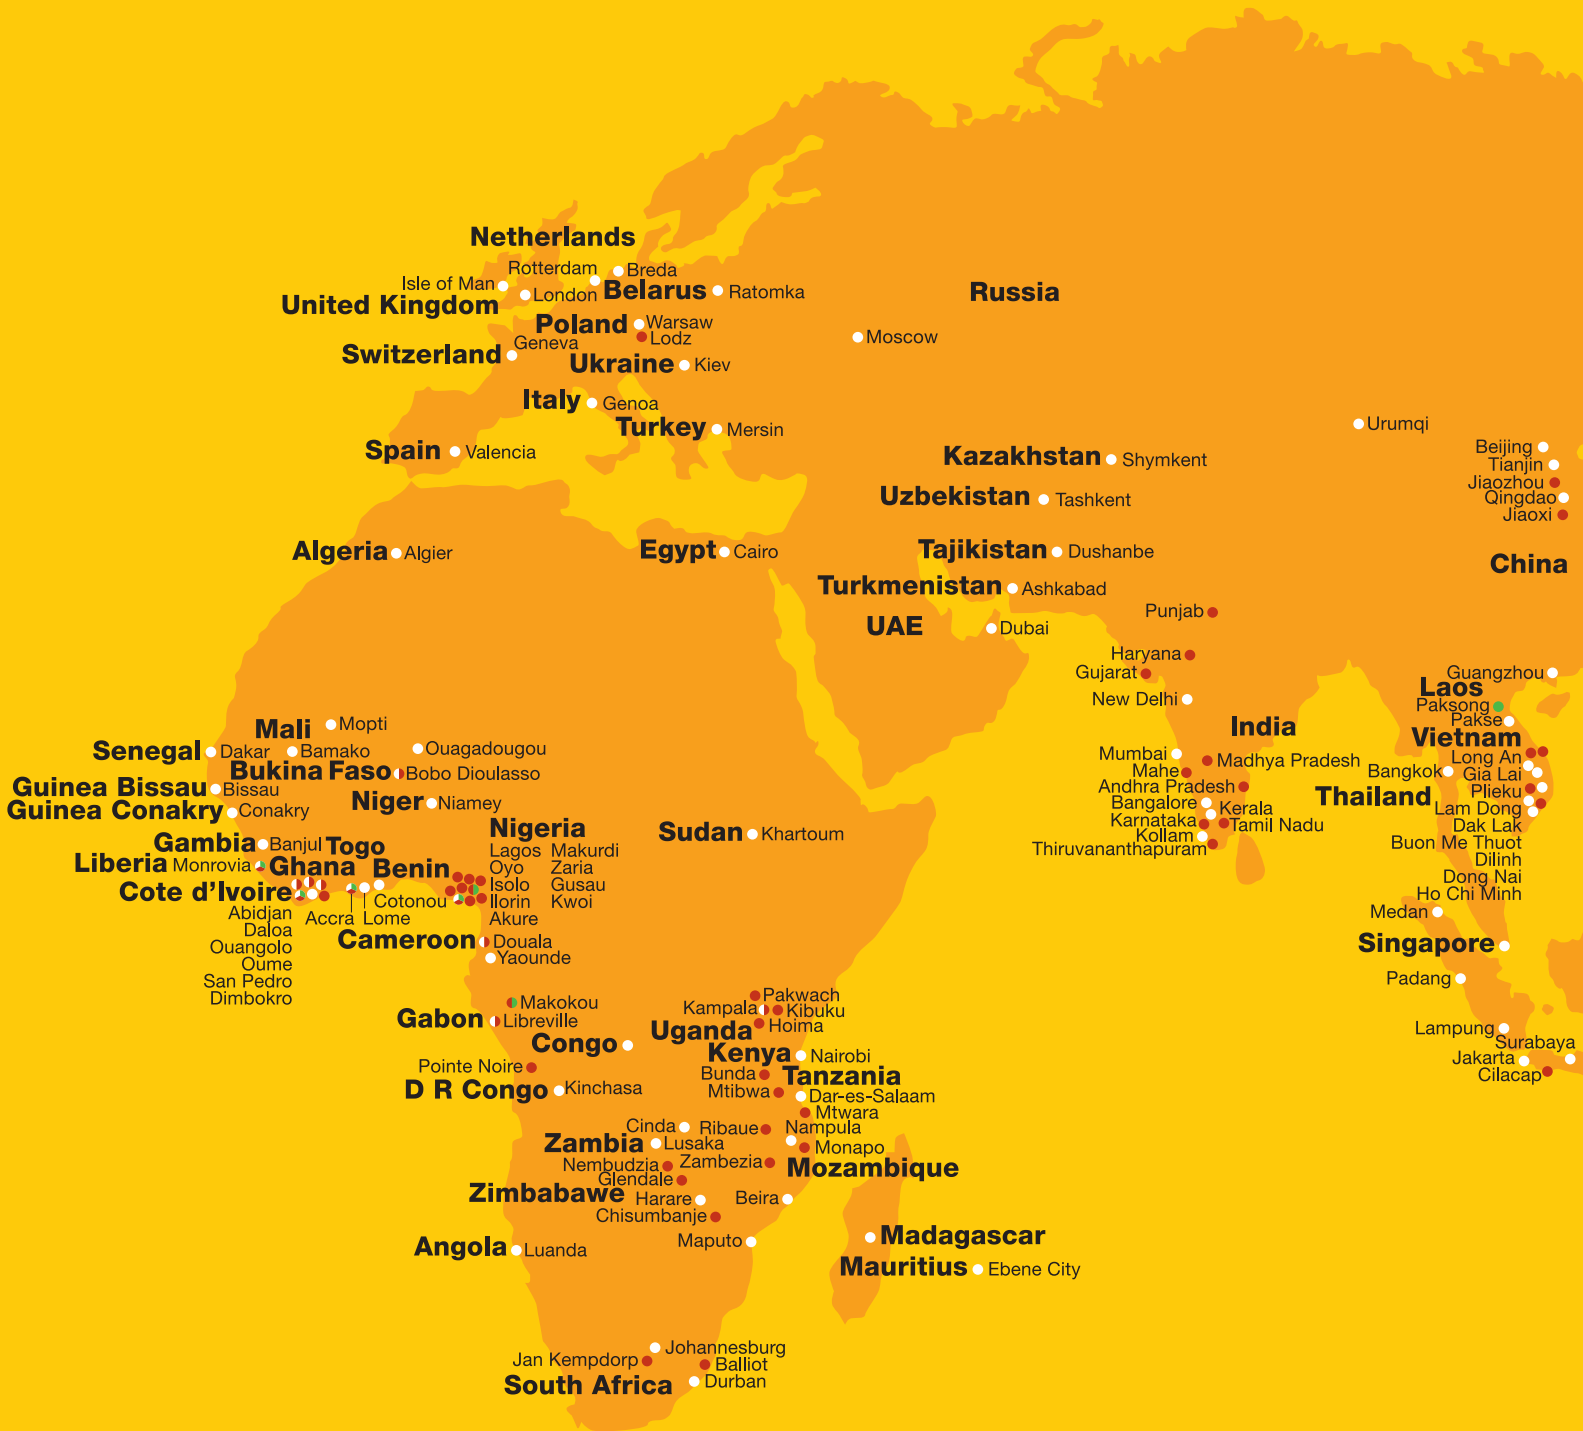 Netherlands
Rotterdam
Breda
Isle of Man
London
Belarus
Ratomka
Russia
United Kingdom
Poland
Warsaw
Lodz
Moscow
Geneva
Switzerland
Ukraine
Kiev
Italy
Genoa
Turkey
Mersin
Urumqi
Spain
Valencia
Kazakhstan
Shymkent
Beijing
Tianjin
Jiaozhou
Qingdao
Jiaoxi
Uzbekistan
Tashkent
Algeria
Algier
Egypt
Cairo
Tajikistan
Dushanbe
China
Turkmenistan
Ashkabad
UAE
Dubai
Punjab
Haryana
Gujarat
New Delhi
Guangzhou
Laos
Paksong
Pakse
India
Mali
Mopti
Senegal
Dakar
Bamako
Ouagadougou
Bukina Faso
Bobo Dioulasso
Guinea Bissau
Bissau
Niger
Niamey
Guinea Conakry
Conakry
Mumbai
Madhya Pradesh
Mahe
Andhra Pradesh
Bangalore
Kerala
Karnataka
Tamil Nadu
Kollam
Thiruvananthapuram
Vietnam
Long An
Bangkok
Gia Lai
Plieku
Thailand
Lam Dong
Dak Lak
Buon Me Thuot
Dilinh
Dong Nai
Ho Chi Minh
Gambia
Banjul
Togo
Liberia
Monrovia
Ghana
Benin
Nigeria
Lagos Makurdi
Oyo Zaria
Isolo Gusau
Ilorin Kwoi
Akure
Sudan
Khartoum
Cote d'Ivoire
Abidjan
Daloa
Ouangolo
Oume
San Pedro
Dimbokro
Accra
Lome
Cotonou
Cameroon
Douala
Yaounde
Medan
Singapore
Padang
Lampung
Surabaya
Jakarta
Cilacap
Makokou
Gabon
Libreville
Pakwach
Kampala
Kibuku
Hoima
Uganda
Congo
Kenya
Nairobi
Pointe Noire
Bunda
Tanzania
D R Congo
Kinchasa
Mtibwa
Dar-es-Salaam
Mtwara
Cinda
Ribaue
Nampula
Zambia
Lusaka
Monapo
Nembudzia
Zambezia
Mozambique
Glendale
Zimbabawe
Harare
Beira
Chisumbanje
Angola
Luanda
Maputo
Madagascar
Mauritius
Ebene City
Johannesburg
Jan Kempdorp
Balliot
South Africa
Durban